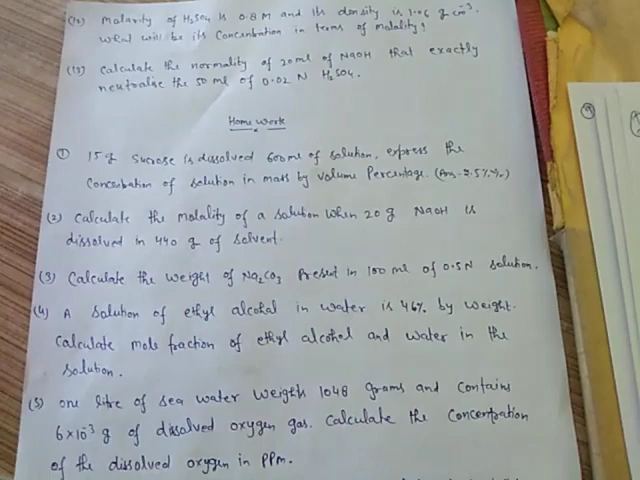 (12) Molarity of H₂SO₄ is 0.8 M and its density is 1.06 g cm⁻³.
What will be its Concentration in terms of molality?
(13) Calculate the normality of 20 ml of NaOH that exactly
neutralise the 50 ml of 0.02 N H₂SO₄.
Home Work
① 15 g Sucrose is dissolved 600 ml of solution, express the
Concentration of solution in mass by volume Percentage. (Ans-2.5% w/v)
(2) Calculate the molality of a solution when 20 g NaOH is
dissolved in 440 g of solvent.
(3) Calculate the weight of Na₂CO₃ Present in 100 ml of 0.5 N solution.
(4) A Solution of ethyl alcohol in water is 46% by weight.
Calculate mole fraction of ethyl alcohol and water in the
Solution.
(5) one litre of sea water weights 1048 grams and contains
6×10⁻³ g of dissolved oxygen gas. Calculate the Concentration
of the dissolved oxygen in PPm.